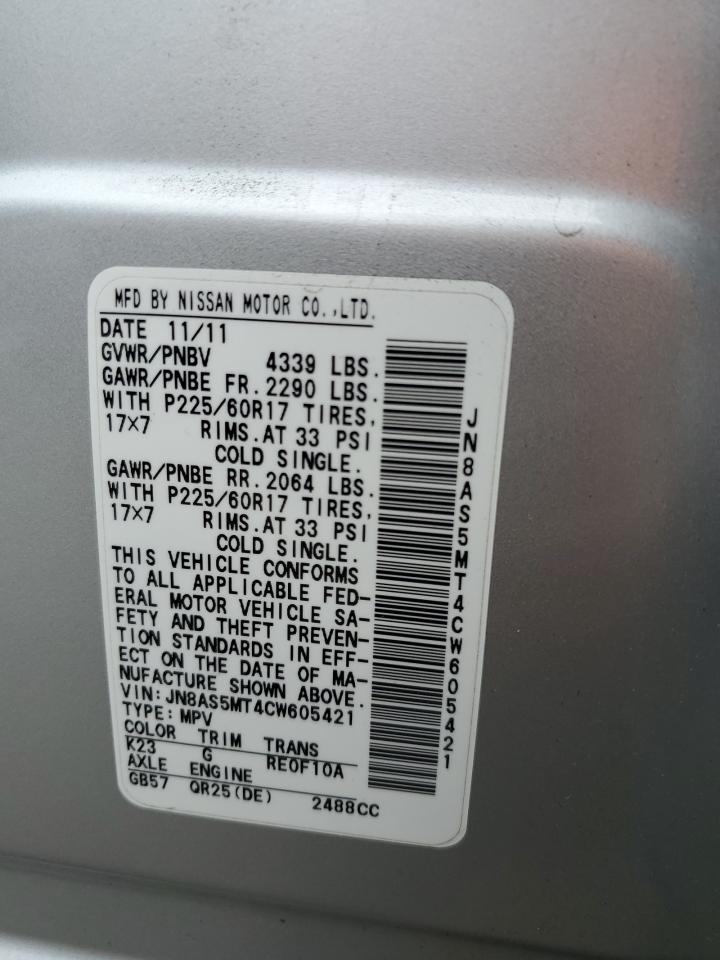 MFD BY NISSAN MOTOR CO.,LTD.
DATE 11/11
GVWR/PNBV 4339 LBS.
GAWR/PNBE FR.2290 LBS.
WITH P225/60R17 TIRES,
17×7 RIMS.AT 33 PSI
COLD SINGLE.
GAWR/PNBE RR.2064 LBS.
WITH P225/60R17 TIRES,
17×7 RIMS.AT 33 PSI
COLD SINGLE.
THIS VEHICLE CONFORMS
TO ALL APPLICABLE FED-
ERAL MOTOR VEHICLE SA-
FETY AND THEFT PREVEN-
TION STANDARDS IN EFF-
ECT ON THE DATE OF MA-
NUFACTURE SHOWN ABOVE.
VIN:JN8AS5MT4CW605421
TYPE:MPV
COLOR TRIM TRANS
K23 G RE0F10A
AXLE ENGINE
GB57 QR25(DE) 2488CC
JN8AS5MT4CW605421